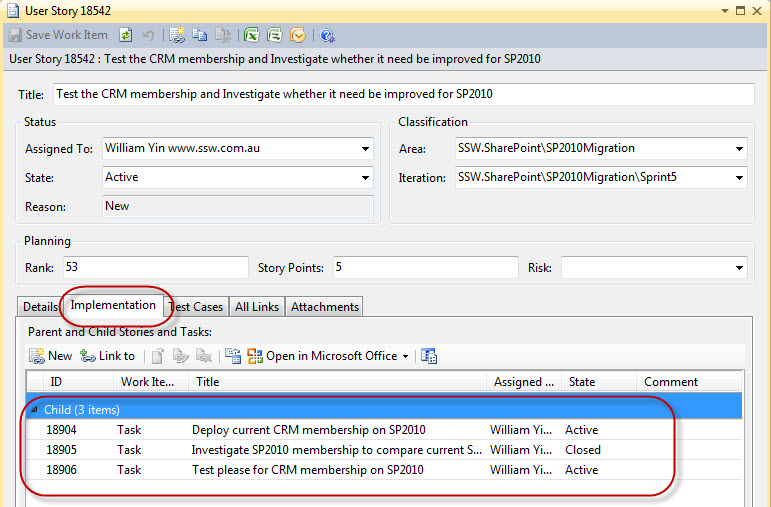 User Story 18542
Save Work Item
User Story 18542 : Test the CRM membership and Investigate whether it need be improved for SP2010
Title: Test the CRM membership and Investigate whether it need be improved for SP2010
Status Classification
Assigned To: William Yin www.ssw.com.au Area: SSW.SharePoint\SP2010Migration
State: Active Iteration: SSW.SharePoint\SP2010Migration\Sprint5
Reason: New
Planning
Rank: 53 Story Points: 5 Risk:
Details Implementation Test Cases All Links Attachments
Parent and Child Stories and Tasks:
New Link to Open in Microsoft Office
ID Work Ite... Title Assigned ... State Comment
Child (3 items)
18904 Task Deploy current CRM membership on SP2010 William Yi... Active
18905 Task Investigate SP2010 membership to compare current S... William Yi... Closed
18906 Task Test please for CRM membership on SP2010 William Yi... Active